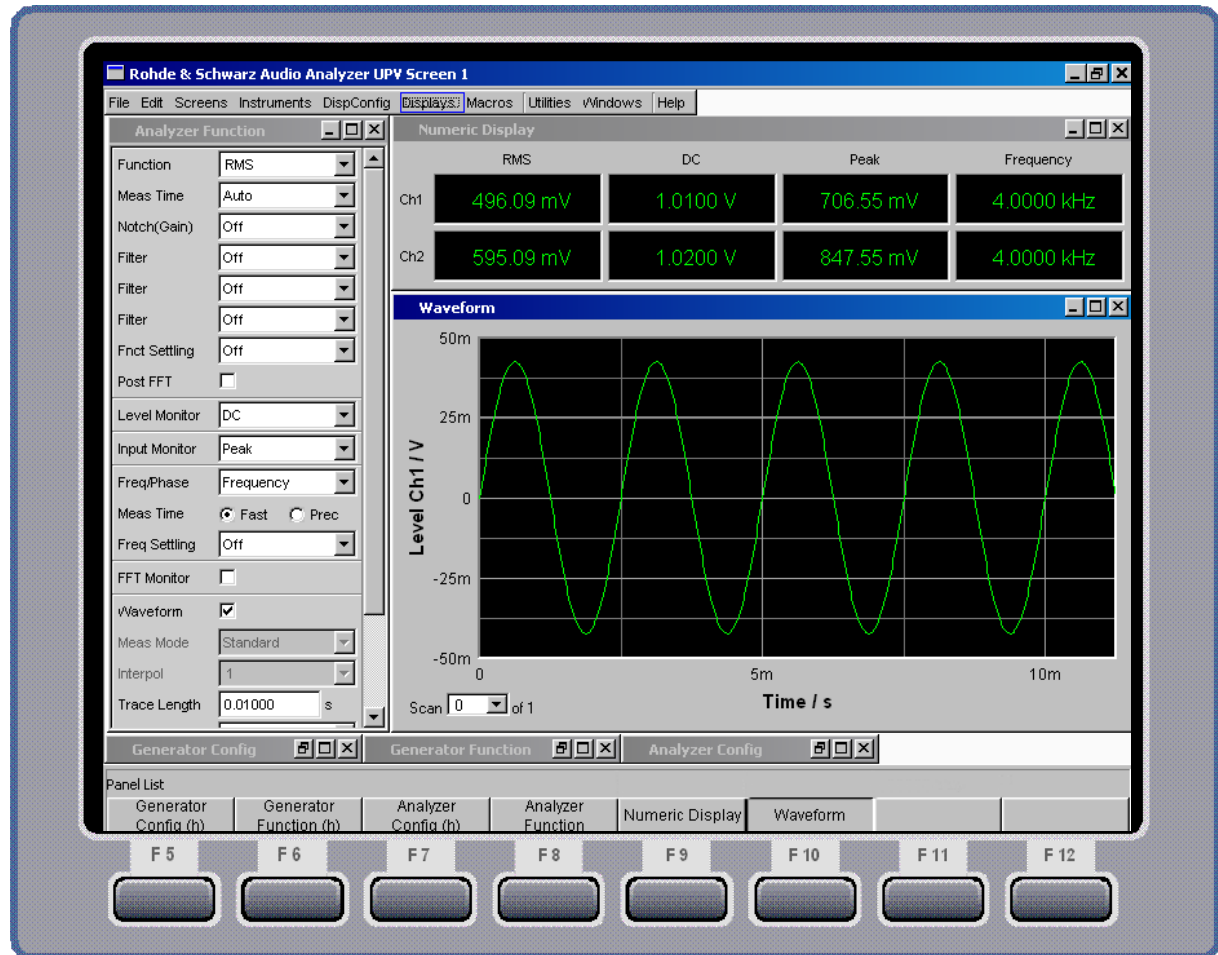 Rohde & Schwarz Audio Analyzer UPV Screen 1
File Edit Screens Instruments DispConfig Displays Macros Utilities Windows Help
Analyzer Function
Function RMS
Meas Time Auto
Notch(Gain) Off
Filter Off
Filter Off
Filter Off
Fnct Settling Off
Post FFT
Level Monitor DC
Input Monitor Peak
Freq/Phase Frequency
Meas Time Fast Prec
Freq Settling Off
FFT Monitor
Waveform
Meas Mode Standard
Interpol 1
Trace Length 0.01000 s
Numeric Display
RMS DC Peak Frequency
Ch1 496.09 mV 1.0100 V 706.55 mV 4.0000 kHz
Ch2 595.09 mV 1.0200 V 847.55 mV 4.0000 kHz
Waveform
50m
25m
0
-25m
-50m
Level Ch1 / V
0 5m 10m
Time / s
Scan 0 of 1
Generator Config Generator Function Analyzer Config
Panel List
Generator Config (h) Generator Function (h) Analyzer Config (h) Analyzer Function Numeric Display Waveform
F 5 F 6 F 7 F 8 F 9 F 10 F 11 F 12